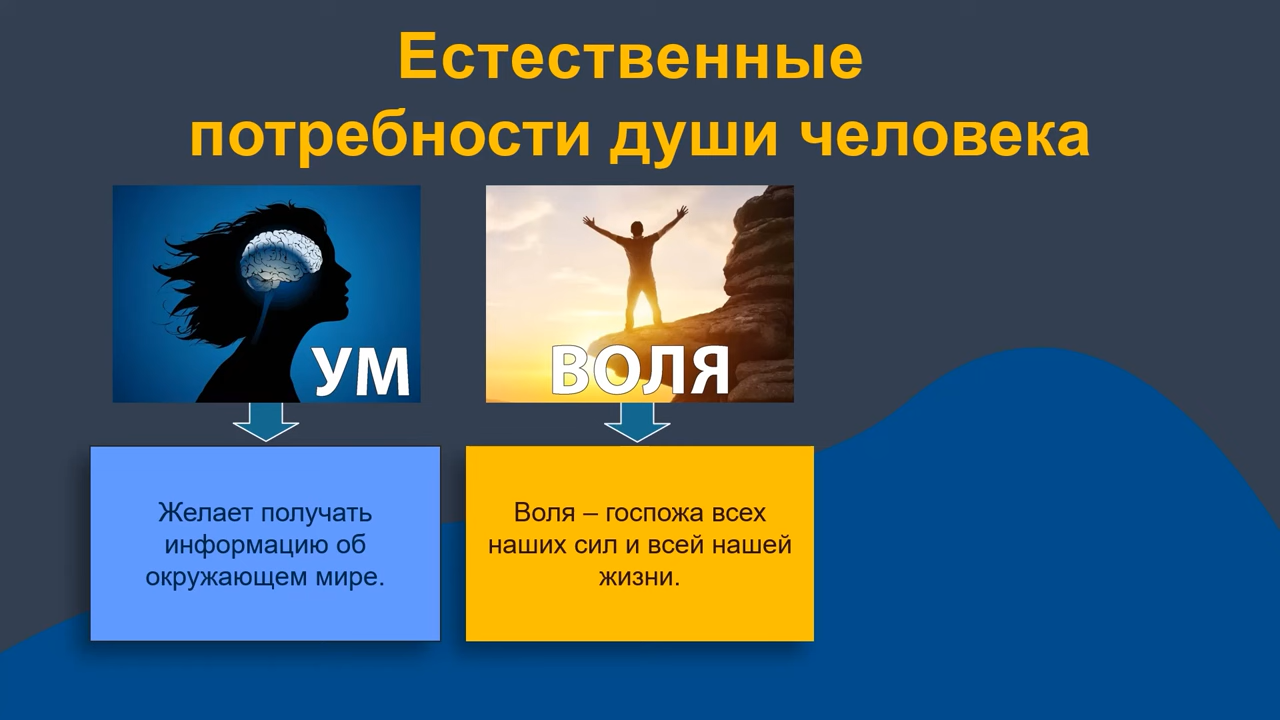 Естественные
потребности души человека
УМ
ВОЛЯ
Желает получать
информацию об
окружающем мире.
Воля – госпожа всех
наших сил и всей нашей
жизни.